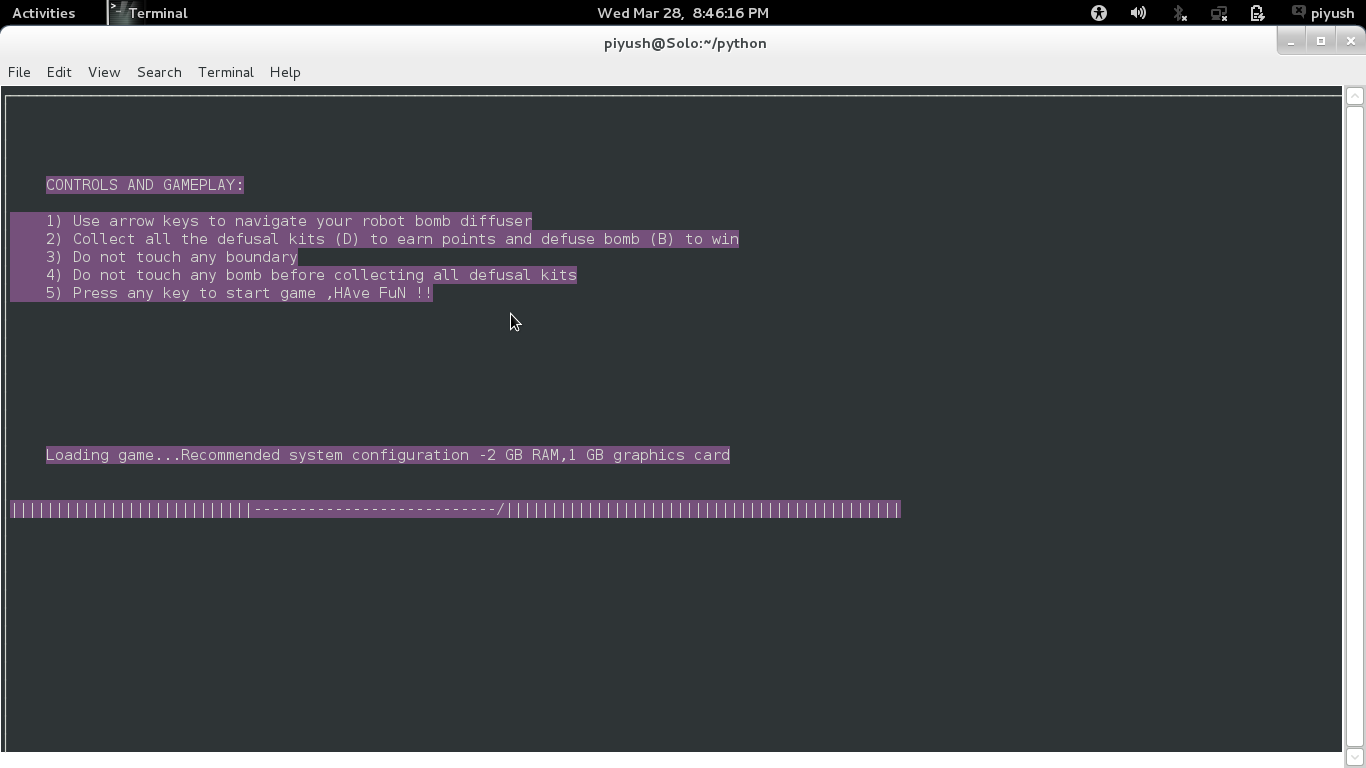 Activities Terminal Wed Mar 28, 8:46:16 PM piyush
piyush@Solo:~/python
File Edit View Search Terminal Help
CONTROLS AND GAMEPLAY:
1) Use arrow keys to navigate your robot bomb diffuser
2) Collect all the defusal kits (D) to earn points and defuse bomb (B) to win
3) Do not touch any boundary
4) Do not touch any bomb before collecting all defusal kits
5) Press any key to start game ,HAve FuN !!
Loading game...Recommended system configuration -2 GB RAM,1 GB graphics card
|||||||||||||||||||||||||||---------------------------/||||||||||||||||||||||||||||||||||||||||||||